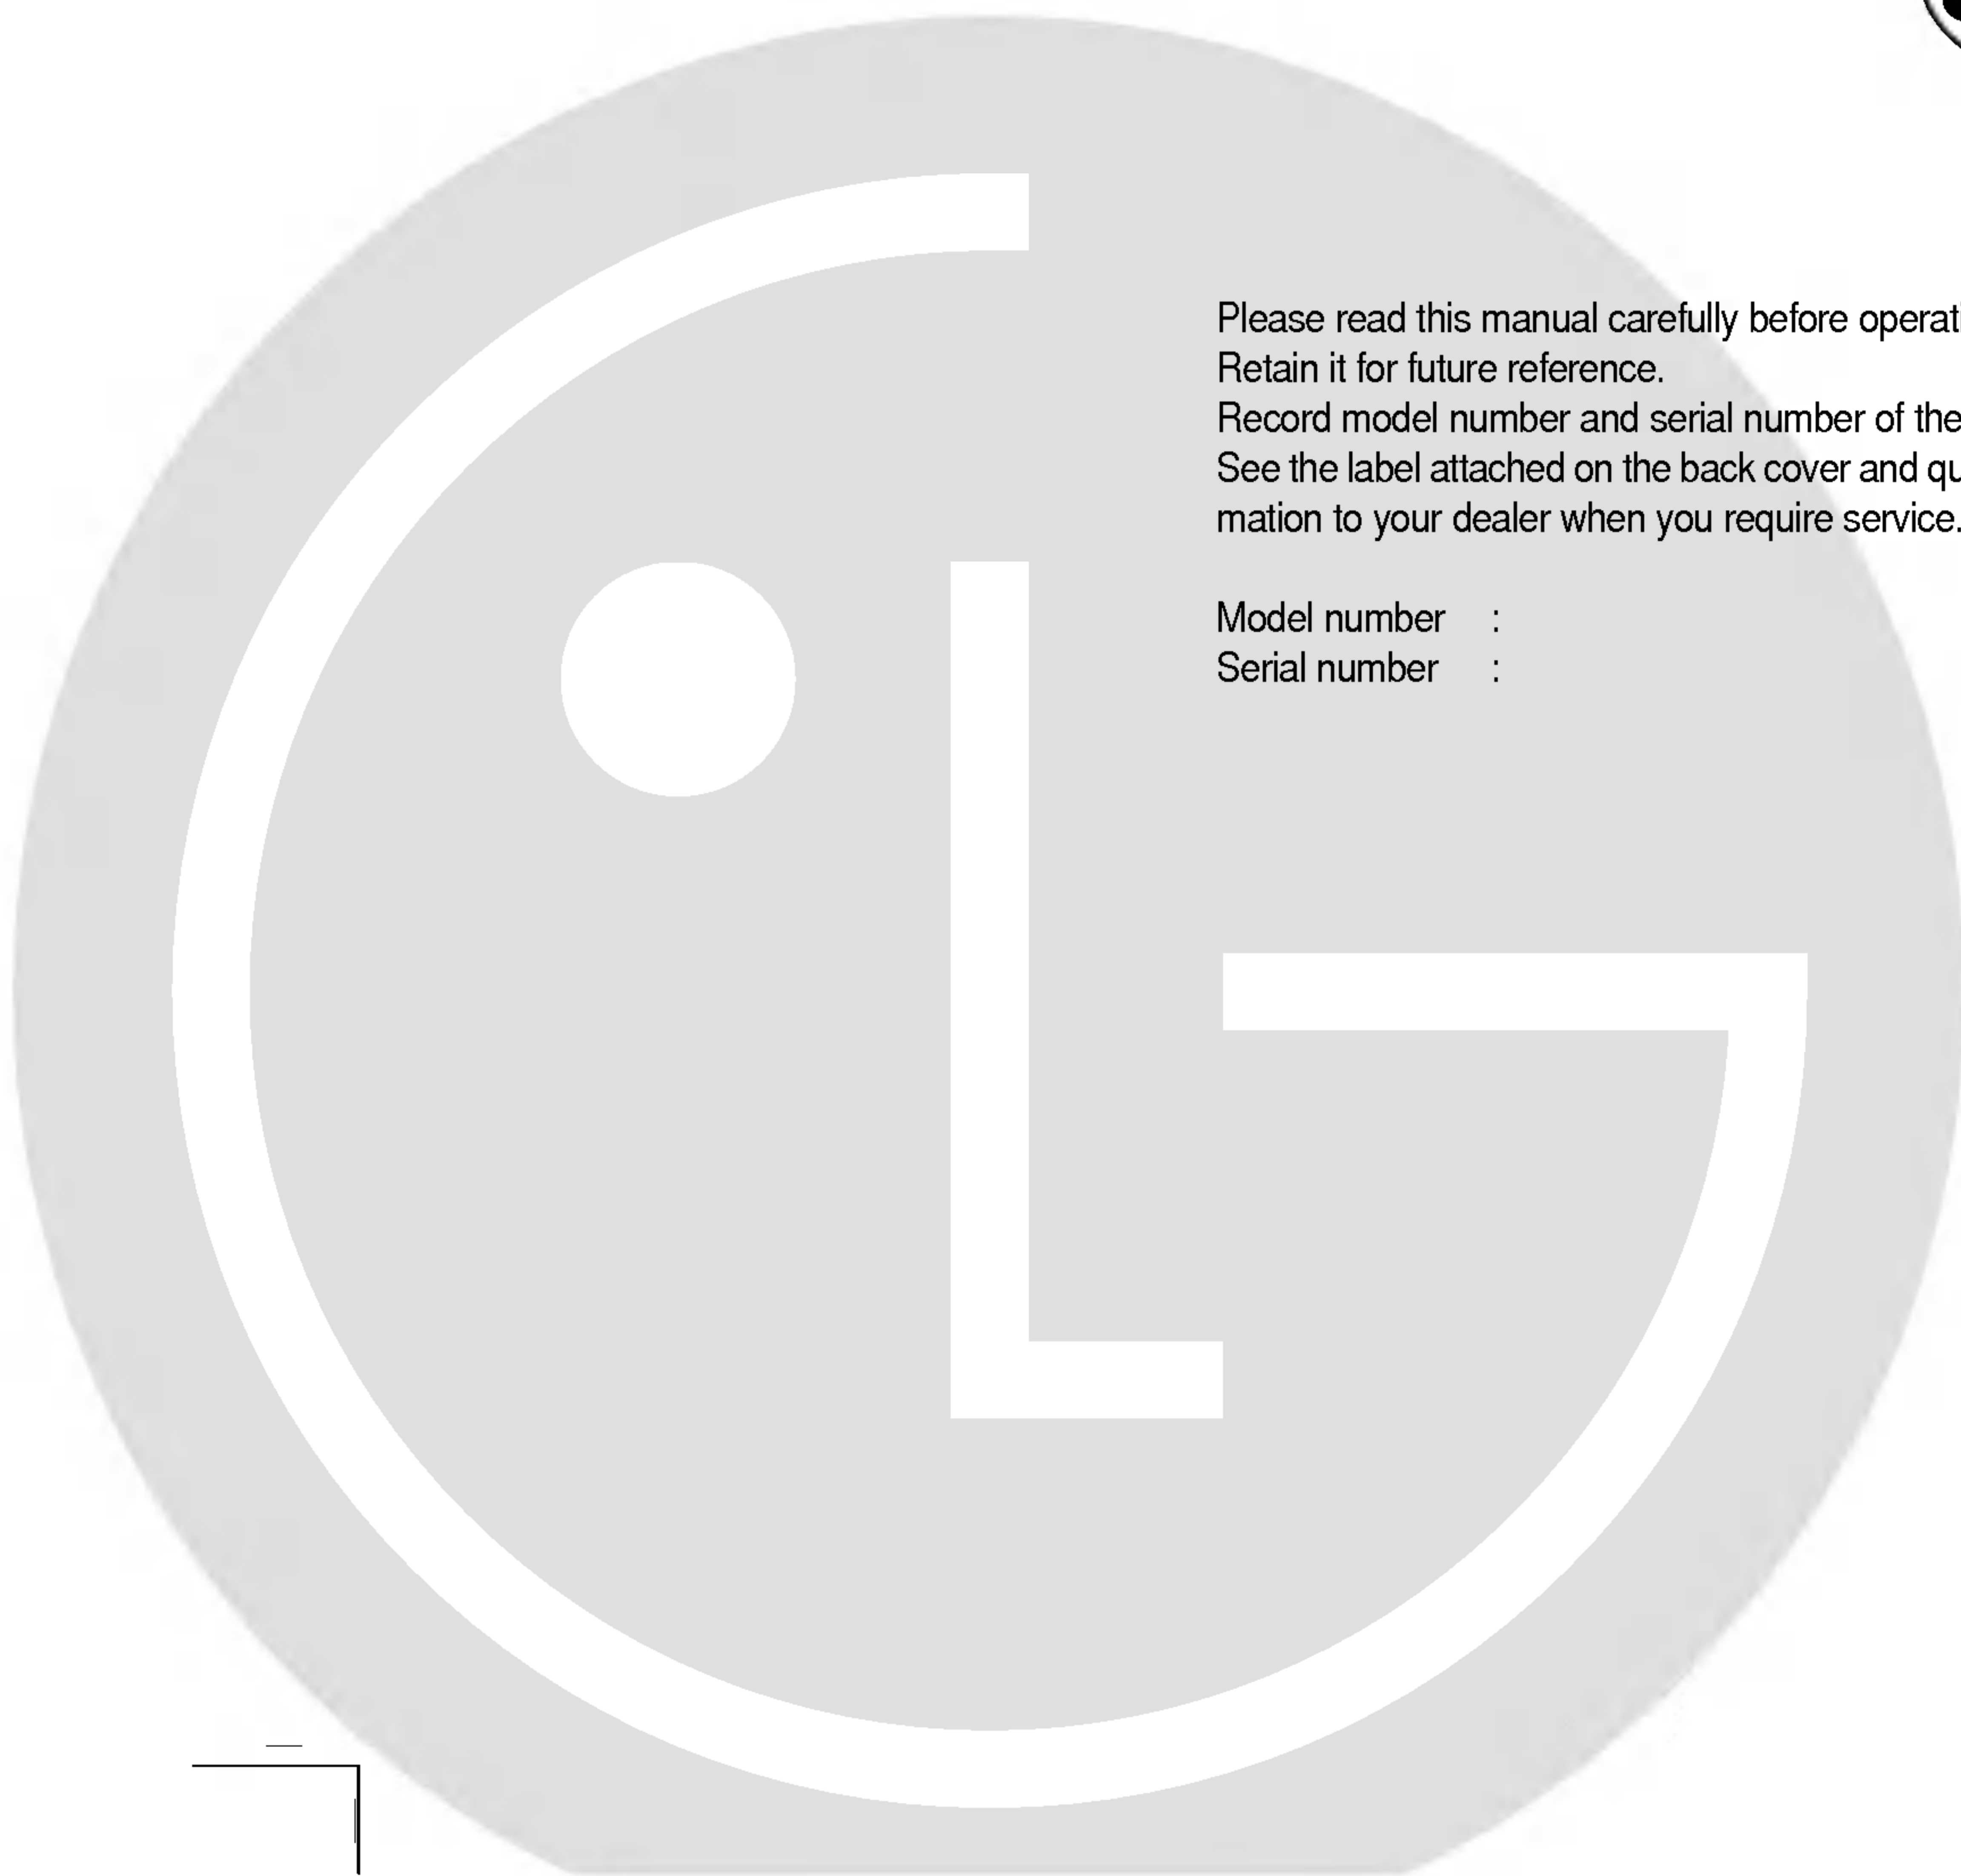 Please read this manual carefully before
Retain it for future reference.
Record model number and serial number of the
See the label attached on the back cover and
mation to your dealer when you require service.
Model number :
Serial number :
LG